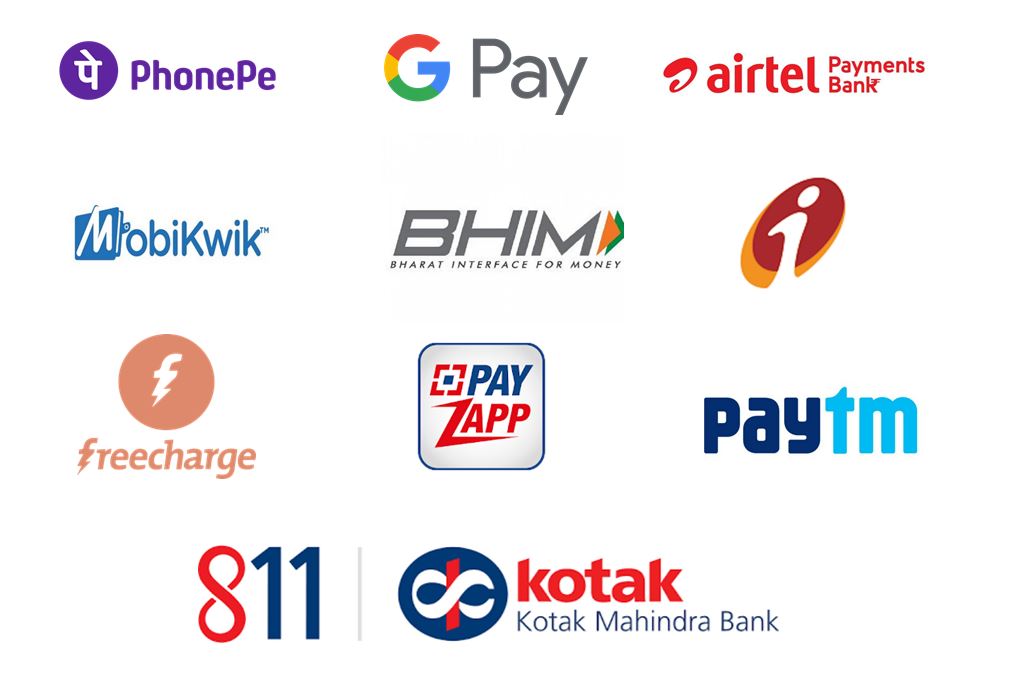 पे PhonePe
G Pay
airtel Payments
Bank
MobiKwik™
BHIM
BHARAT INTERFACE FOR MONEY
i
f
freecharge
PAY
ZAPP
paytm
811
kotak
Kotak Mahindra Bank